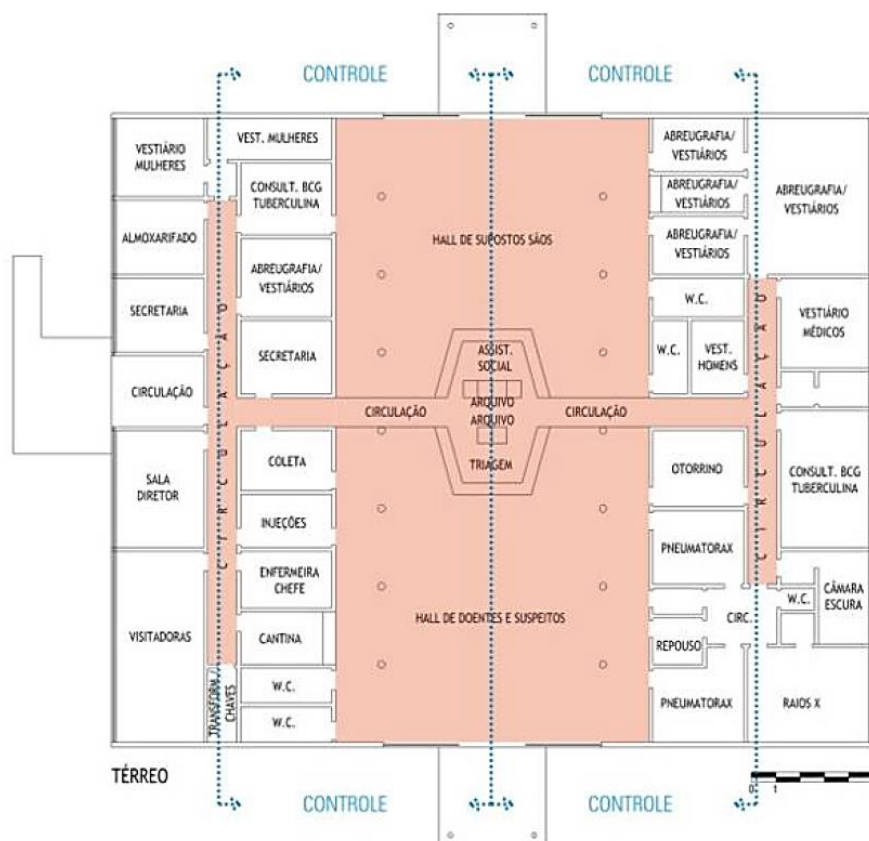 CONTROLE
CONTROLE
VESTIÁRIO
MULHERES
VEST. MULHERES
CONSULT. BCG
TUBERCULINA
ALMOXARIFADO
ABREUGRAFIA/
VESTIÁRIOS
SECRETARIA
SECRETARIA
CIRCULAÇÃO
CIRCULAÇÃO
SALA
DIRETOR
COLETA
INJEÇÕES
ENFERMEIRA
CHEFE
VISITADORAS
CANTINA
W.C.
W.C.
TRANSFORM./
CHAVES
HALL DE SUPOSTOS SÃOS
ASSIST.
SOCIAL
ARQUIVO
CIRCULAÇÃO
CIRCULAÇÃO
ARQUIVO
TRIAGEM
HALL DE DOENTES E SUSPEITOS
ABREUGRAFIA/
VESTIÁRIOS
ABREUGRAFIA/
VESTIÁRIOS
ABREUGRAFIA/
VESTIÁRIOS
ABREUGRAFIA/
VESTIÁRIOS
W.C.
W.C.
VEST.
HOMENS
VESTIÁRIO
MÉDICOS
CIRCULAÇÃO
OTORRINO
CONSULT. BCG
TUBERCULINA
PNEUMATORAX
CIRC.
W.C.
CÂMARA
ESCURA
REPOUSO
PNEUMATORAX
RAIOS X
TÉRREO
CONTROLE
CONTROLE
0 1